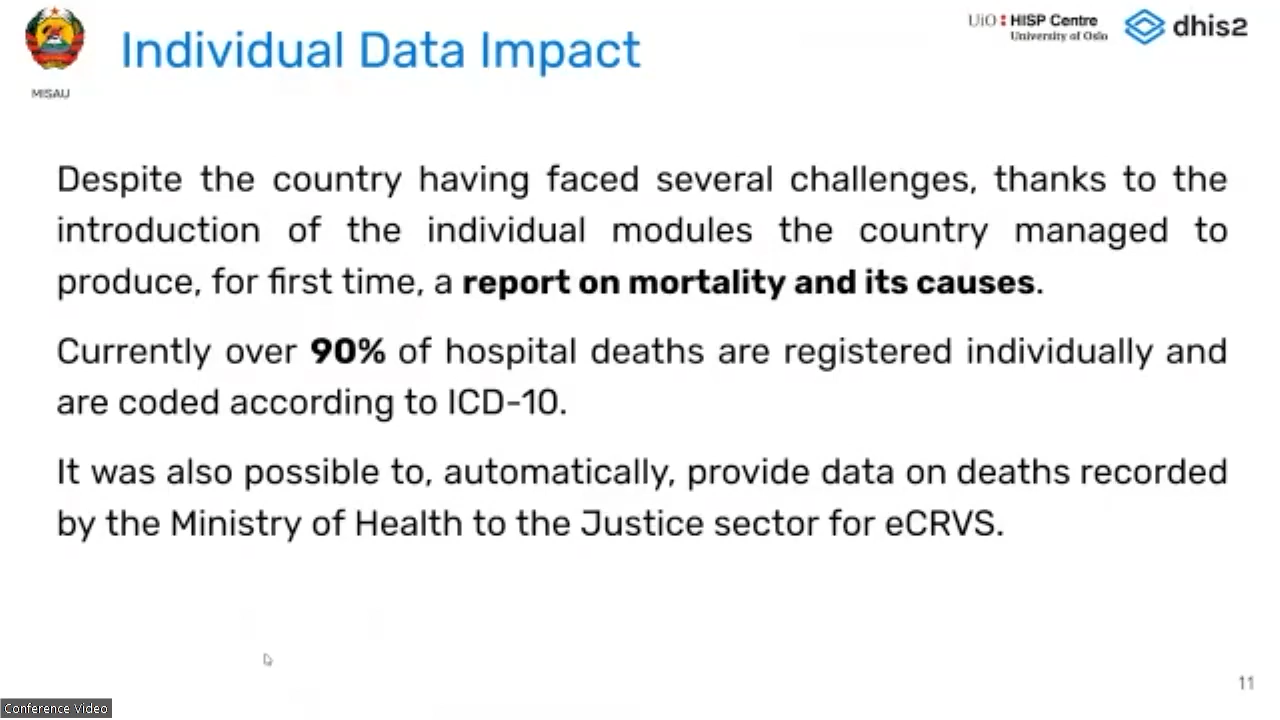 MISAU
Individual Data Impact
UiO HISP Centre
University of Oslo
dhis2
Despite the country having faced several challenges, thanks to the
introduction of the individual modules the country managed to
produce, for first time, a report on mortality and its causes.
Currently over 90% of hospital deaths are registered individually and
are coded according to ICD-10.
It was also possible to, automatically, provide data on deaths recorded
by the Ministry of Health to the Justice sector for eCRVS.
11
Conference Video